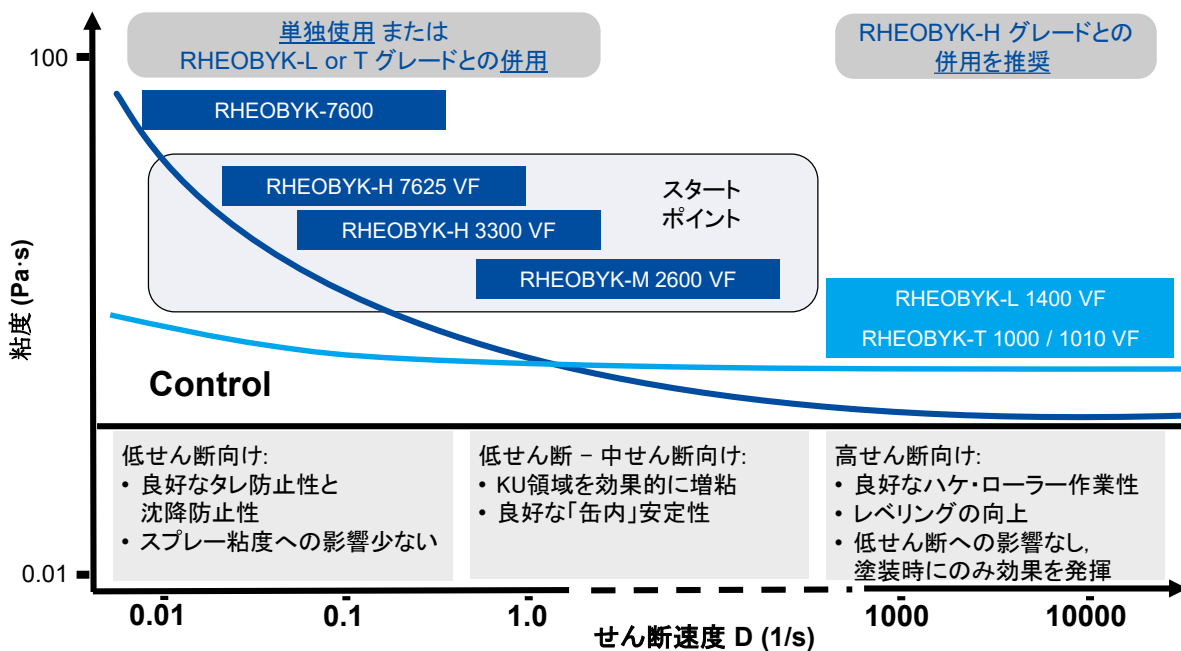 単独使用 または
RHEOBYK-L or T グレードとの併用
RHEOBYK-H グレードとの
併用を推奨
100
RHEOBYK-7600
RHEOBYK-H 7625 VF
スタート
ポイント
RHEOBYK-H 3300 VF
RHEOBYK-M 2600 VF
RHEOBYK-L 1400 VF
RHEOBYK-T 1000 / 1010 VF
粘度 (Pa·s)
Control
低せん断向け:
• 良好なタレ防止性と
沈降防止性
• スプレー粘度への影響少ない
低せん断 – 中せん断向け:
• KU領域を効果的に増粘
• 良好な「缶内」安定性
高せん断向け:
• 良好なハケ・ローラー作業性
• レベリングの向上
• 低せん断への影響なし,
塗装時にのみ効果を発揮
0.01
0.01 0.1 1.0 1000 10000
せん断速度 D (1/s)